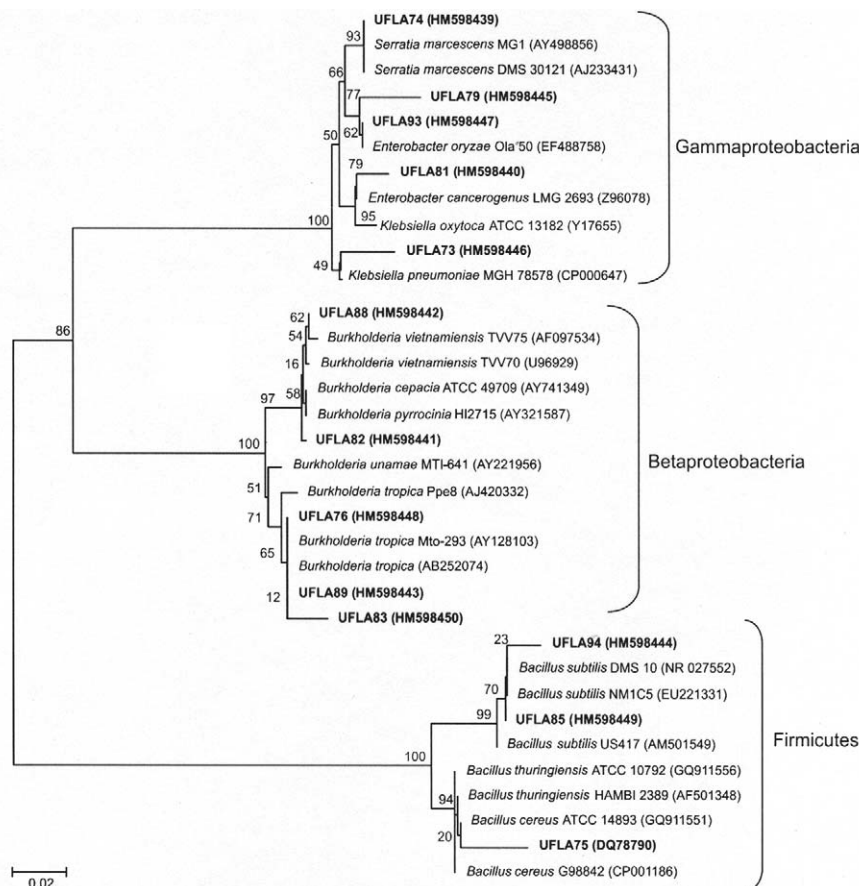 UFLA74 (HM598439)
93
Serratia marcescens MG1 (AY498856)
Serratia marcescens DMS 30121 (AJ233431)
66
77
UFLA79 (HM598445)
UFLA93 (HM598447)
50
62
Enterobacter oryzae Ola'50 (EF488758)
Gammaproteobacteria
79
UFLA81 (HM598440)
Enterobacter cancerogenus LMG 2693 (Z96078)
95
Klebsiella oxytoca ATCC 13182 (Y17655)
100
UFLA73 (HM598446)
49
Klebsiella pneumoniae MGH 78578 (CP000647)
86
62
UFLA88 (HM598442)
54
Burkholderia vietnamiensis TVV75 (AF097534)
16
Burkholderia vietnamiensis TVV70 (U96929)
97
58
Burkholderia cepacia ATCC 49709 (AY741349)
Burkholderia pyrrocinia HI2715 (AY321587)
100
UFLA82 (HM598441)
Betaproteobacteria
Burkholderia unamae MTI-641 (AY221956)
51
Burkholderia tropica Ppe8 (AJ420332)
71
UFLA76 (HM598448)
Burkholderia tropica Mto-293 (AY128103)
65
Burkholderia tropica (AB252074)
UFLA89 (HM598443)
12
UFLA83 (HM598450)
23
UFLA94 (HM598444)
Bacillus subtilis DMS 10 (NR 027552)
70
Bacillus subtilis NM1C5 (EU221331)
99
UFLA85 (HM598449)
Firmicutes
Bacillus subtilis US417 (AM501549)
100
Bacillus thuringiensis ATCC 10792 (GQ911556)
94
Bacillus thuringiensis HAMBI 2389 (AF501348)
Bacillus cereus ATCC 14893 (GQ911551)
20
UFLA75 (DQ78790)
Bacillus cereus G98842 (CP001186)
0.02